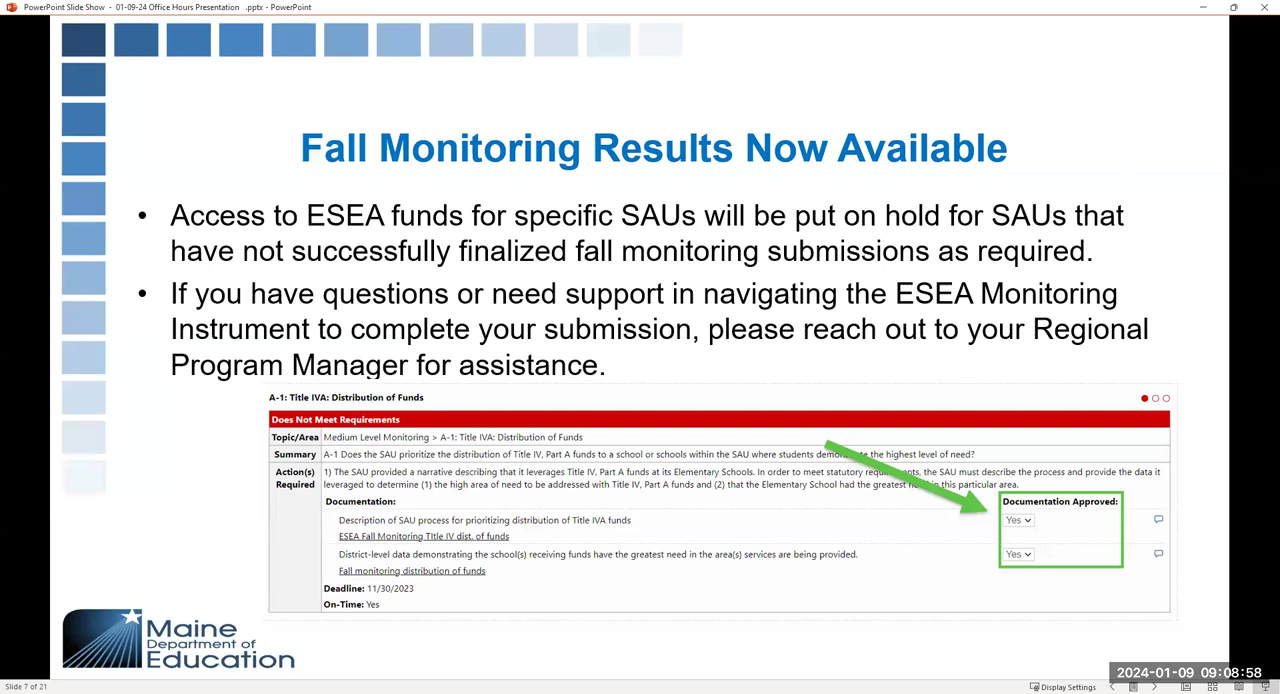 PowerPoint Slide Show - 01-09-24 Office Hours Presentation .pptx - PowerPoint
Fall Monitoring Results Now Available
• Access to ESEA funds for specific SAUs will be put on hold for SAUs that
have not successfully finalized fall monitoring submissions as required.
• If you have questions or need support in navigating the ESEA Monitoring
Instrument to complete your submission, please reach out to your Regional
Program Manager for assistance.
A-1: Title IVA: Distribution of Funds
Does Not Meet Requirements
Topic/Area Medium Level Monitoring > A-1: Title IVA: Distribution of Funds
Summary A-1 Does the SAU prioritize the distribution of Title IV, Part A funds to a school or schools within the SAU where students the highest level of need?
Action(s) 1) The SAU provided a narrative describing that it leverages Title IV, Part A funds at its Elementary Schools. In order to meet statutory the SAU must describe the process and provide the data it
Required leveraged to determine (1) the high area of need to be addressed with Title IV, Part A funds and (2) that the Elementary School had the greatest in this particular area.
Documentation: Documentation Approved:
Description of SAU process for prioritizing distribution of Title IVA funds Yes
ESEA Fall Monitoring TItle IV dist. of funds
District-level data demonstrating the school(s) receiving funds have the greatest need in the area(s) services are being provided. Yes
Fall monitoring distribution of funds
Deadline: 11/30/2023
On-Time: Yes
Maine
Department of
Education
2024-01-09 09:08:58
Slide 7 of 21
Display Settings